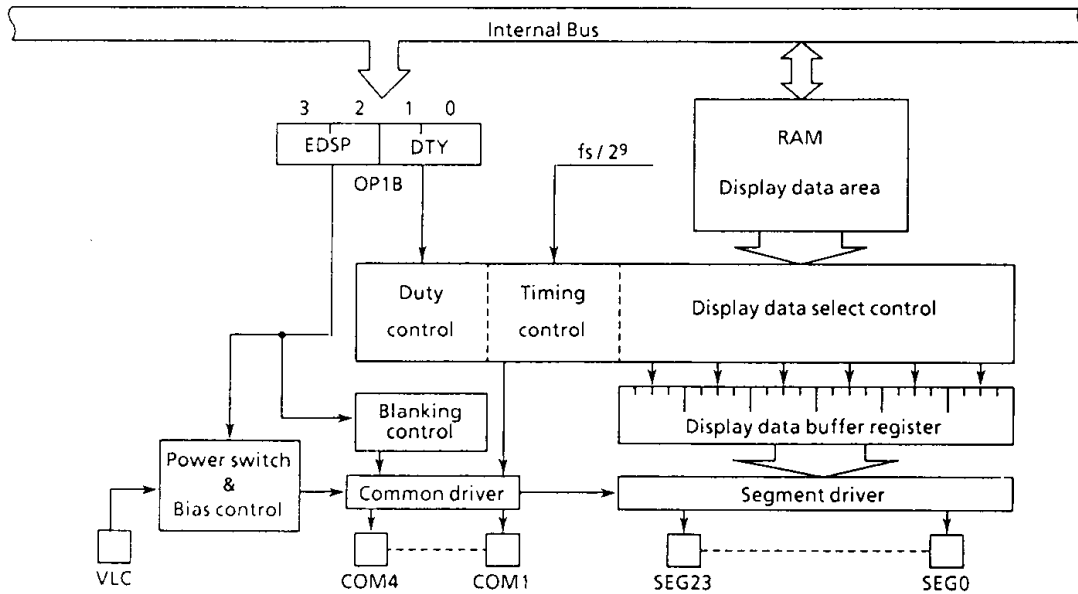 Internal Bus
3 2 1 0
EDSP DTY
OP1B
fs / 2⁹
RAM
Display data area
Duty
control
Timing
control
Display data select control
Blanking
control
Display data buffer register
Power switch
&
Bias control
Common driver
Segment driver
VLC
COM4
COM1
SEG23
SEG0